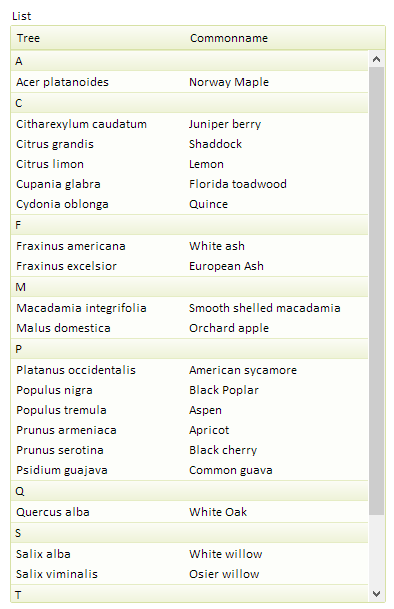 List
Tree Commonname
A
Acer platanoides Norway Maple
C
Citharexylum caudatum Juniper berry
Citrus grandis Shaddock
Citrus limon Lemon
Cupania glabra Florida toadwood
Cydonia oblonga Quince
F
Fraxinus americana White ash
Fraxinus excelsior European Ash
M
Macadamia integrifolia Smooth shelled macadamia
Malus domestica Orchard apple
P
Platanus occidentalis American sycamore
Populus nigra Black Poplar
Populus tremula Aspen
Prunus armeniaca Apricot
Prunus serotina Black cherry
Psidium guajava Common guava
Q
Quercus alba White Oak
S
Salix alba White willow
Salix viminalis Osier willow
T